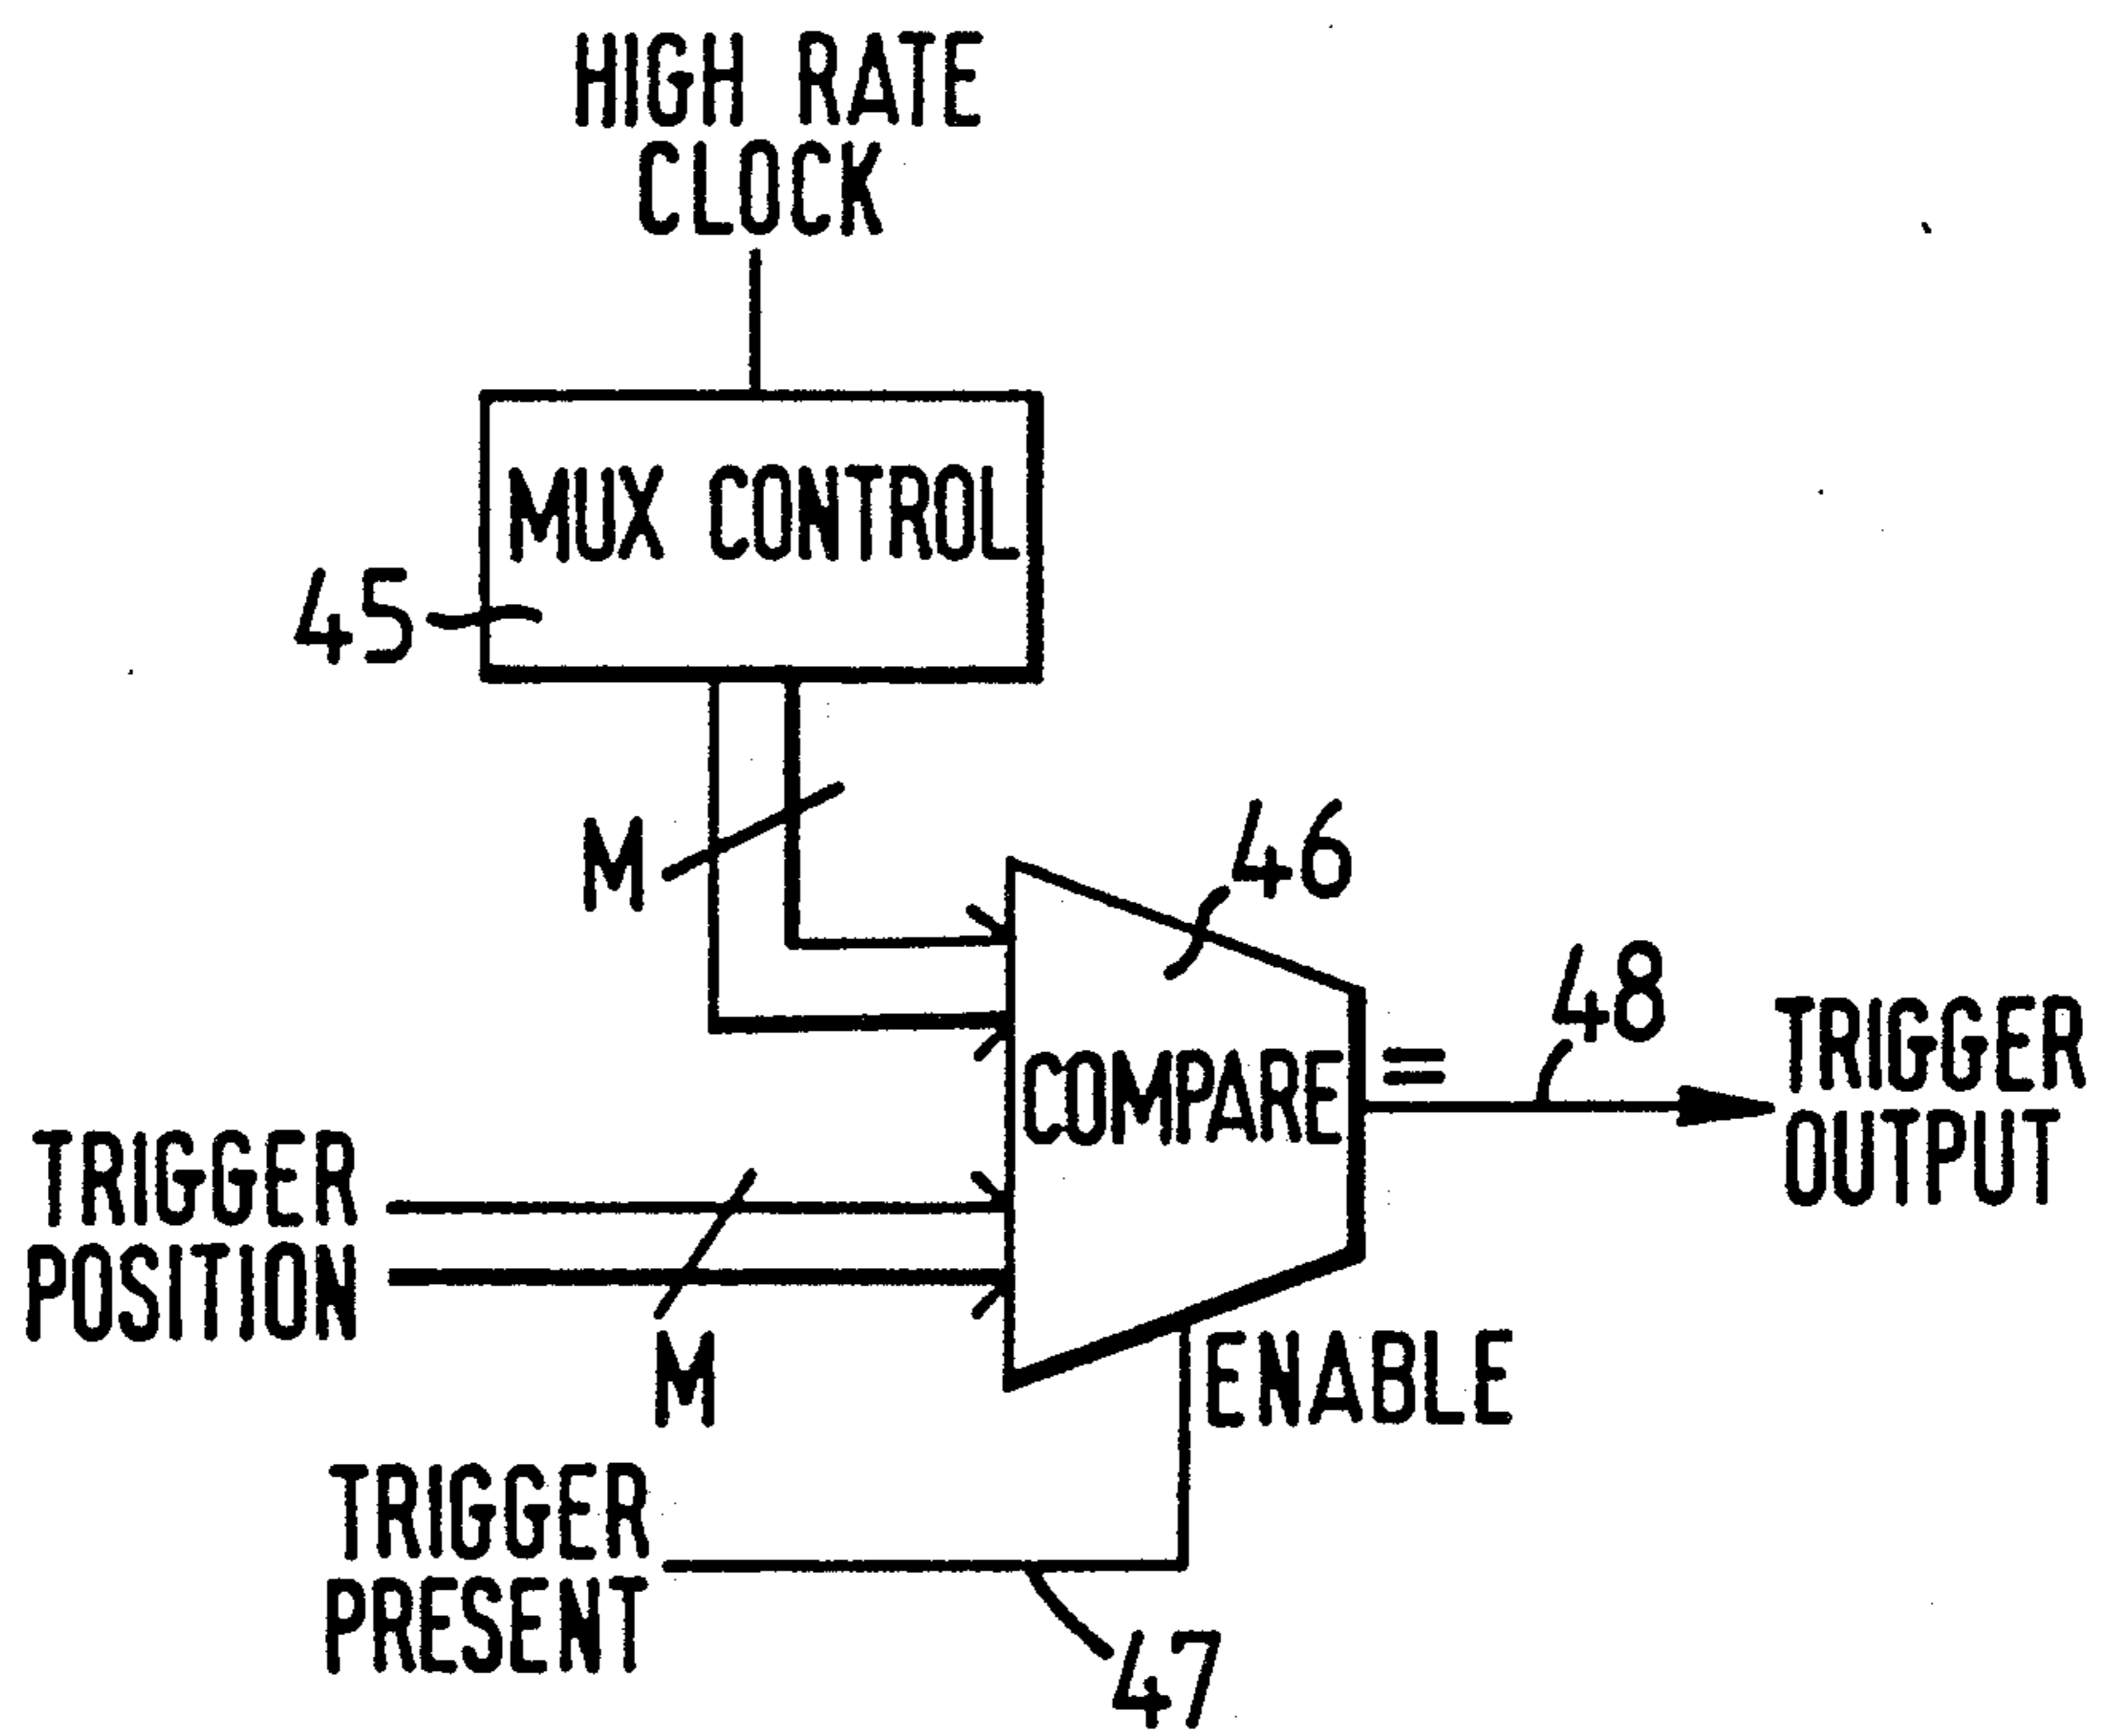 HIGH RATE
CLOCK
MUX CONTROL
45
M
46
48
COMPARE
=
TRIGGER
OUTPUT
TRIGGER
POSITION
M
ENABLE
TRIGGER
PRESENT
47